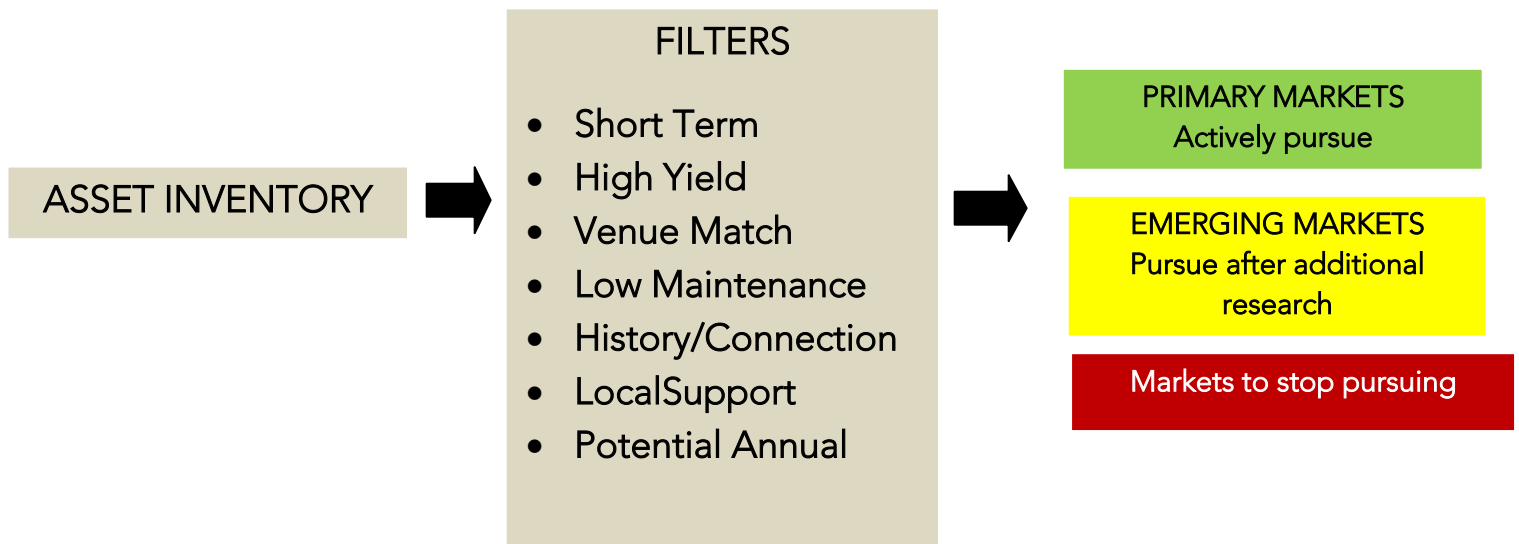 ASSET INVENTORY
FILTERS
• Short Term
• High Yield
• Venue Match
• Low Maintenance
• History/Connection
• LocalSupport
• Potential Annual
PRIMARY MARKETS
Actively pursue
EMERGING MARKETS
Pursue after additional
research
Markets to stop pursuing